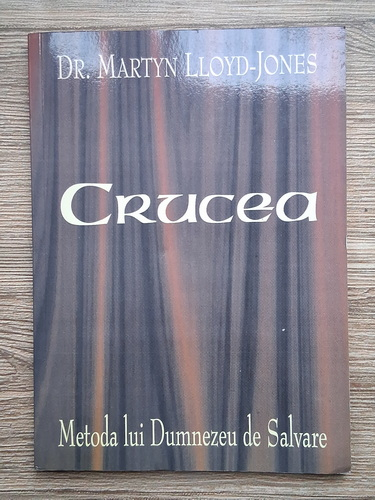 DR. MARTYN LLOYD-JONES
CRUCEA
Metoda lui Dumnezeu de Salvare